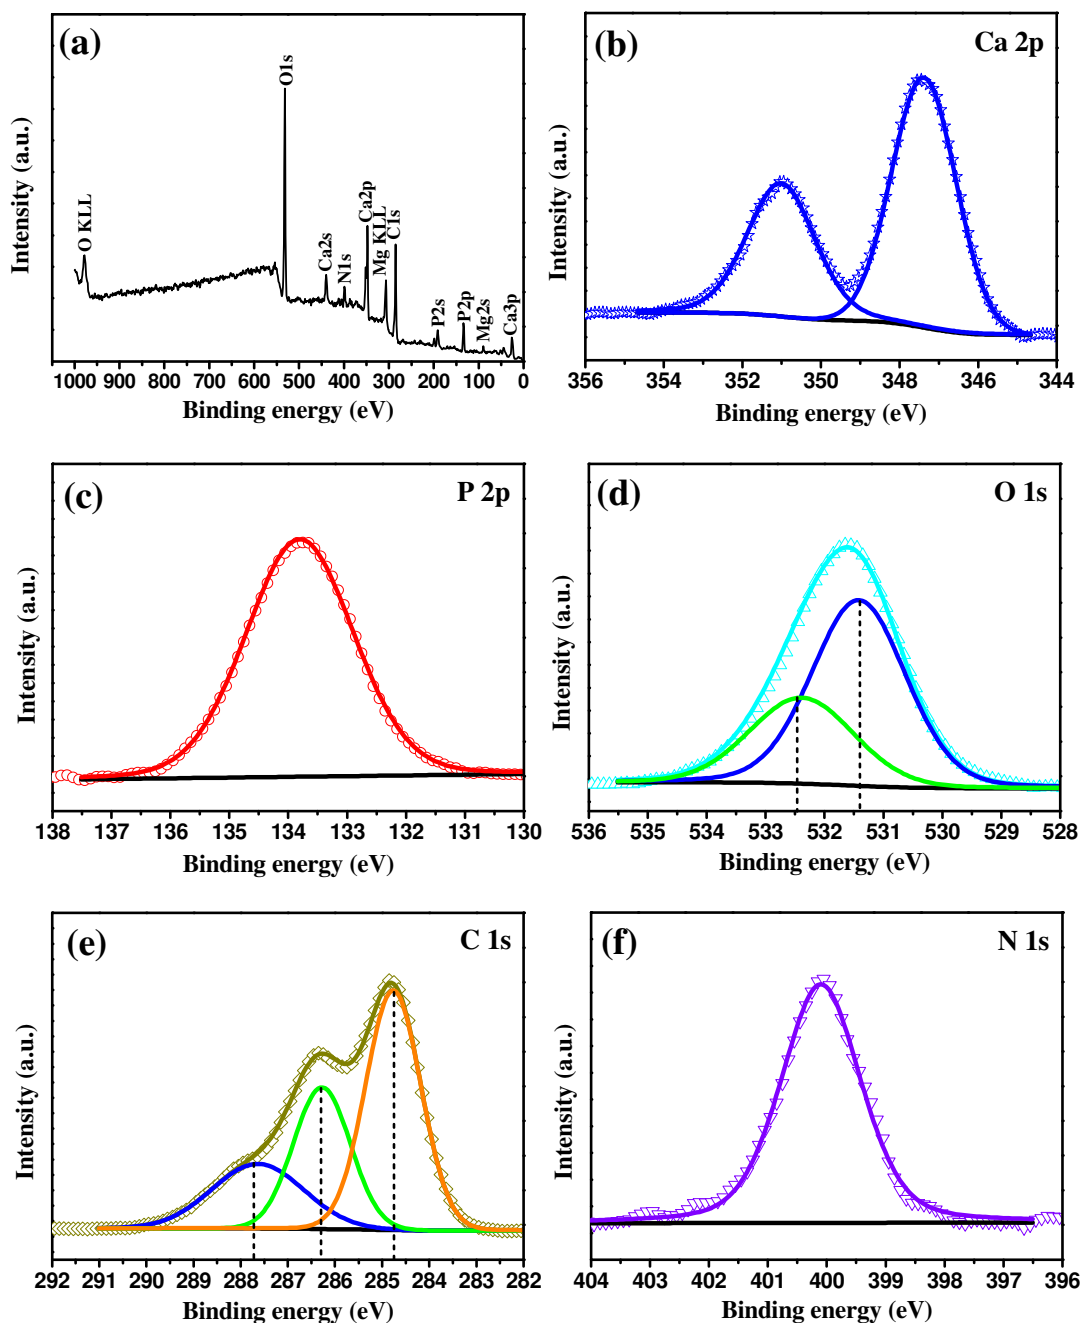 (a)
Intensity (a.u.)
O KLL
O1s
Ca2s
N1s
Ca2p
Mg KLL
C1s
P2s
P2p
Mg2s
Ca3p
1000 900 800 700 600 500 400 300 200 100 0
Binding energy (eV)
(b)
Ca 2p
Intensity (a.u.)
356 354 352 350 348 346 344
Binding energy (eV)
(c)
P 2p
Intensity (a.u.)
138 137 136 135 134 133 132 131 130
Binding energy (eV)
(d)
O 1s
Intensity (a.u.)
536 535 534 533 532 531 530 529 528
Binding energy (eV)
(e)
C 1s
Intensity (a.u.)
292 291 290 289 288 287 286 285 284 283 282
Binding energy (eV)
(f)
N 1s
Intensity (a.u.)
404 403 402 401 400 399 398 397 396
Binding energy (eV)